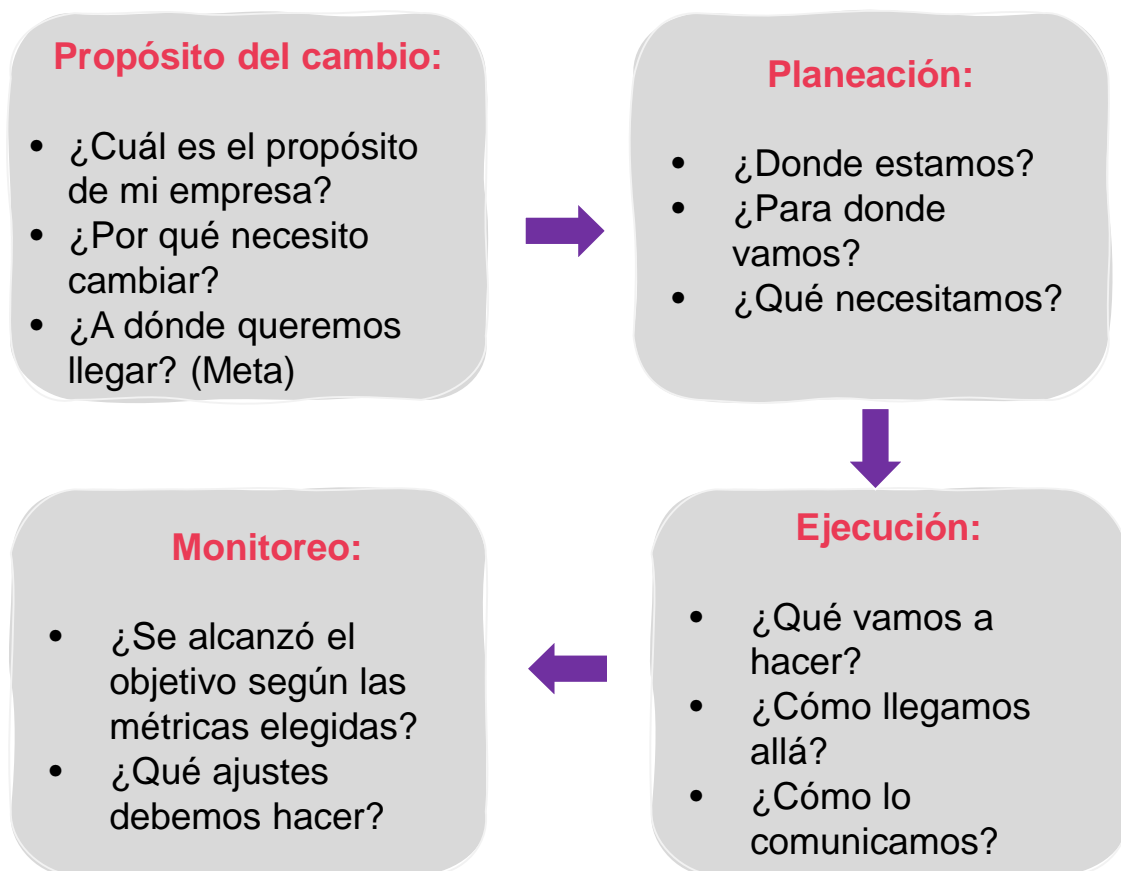 Propósito del cambio:
• ¿Cuál es el propósito
de mi empresa?
• ¿Por qué necesito
cambiar?
• ¿A dónde queremos
llegar? (Meta)
Planeación:
• ¿Donde estamos?
• ¿Para donde
vamos?
• ¿Qué necesitamos?
Ejecución:
• ¿Qué vamos a
hacer?
• ¿Cómo llegamos
allá?
• ¿Cómo lo
comunicamos?
Monitoreo:
• ¿Se alcanzó el
objetivo según las
métricas elegidas?
• ¿Qué ajustes
debemos hacer?